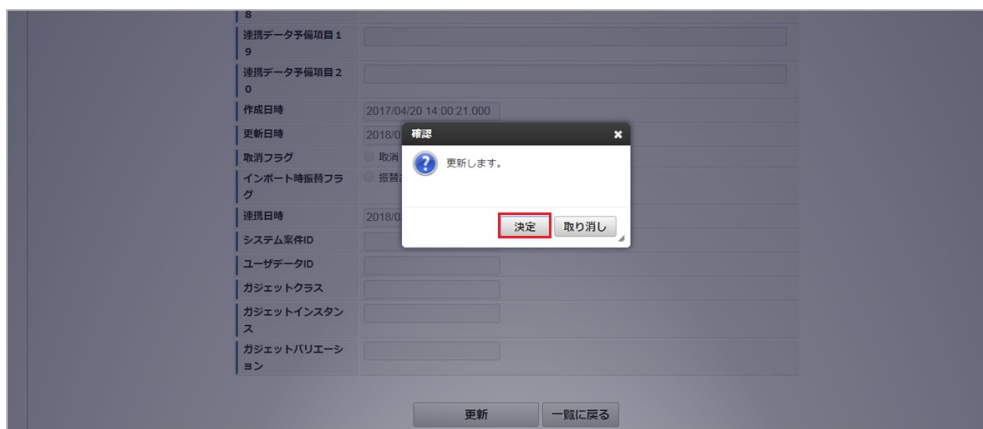 8
連携データ予備項目1
9
連携データ予備項目2
0
作成日時 2017/04/20 14:00:21.000
更新日時 2018/0
確認
取消フラグ 取消
更新します。
インポート時振替フラ
グ
振替
連携日時 2018/0
決定 取り消し
システム案件ID
ユーザデータID
ガジェットクラス
ガジェットインスタン
ス
ガジェットバリエーシ
ョン
更新 一覧に戻る